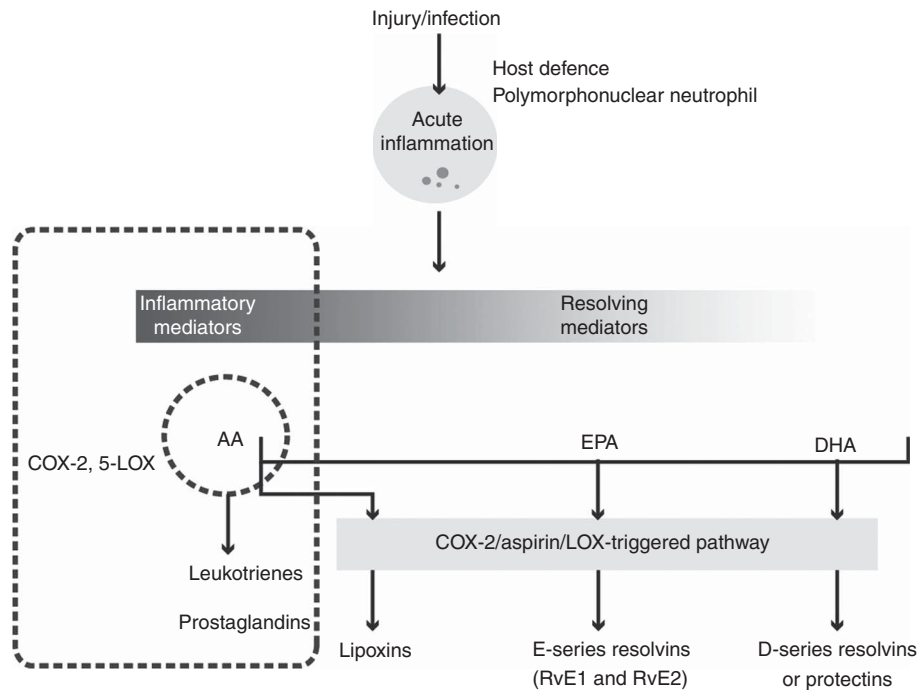 Injury/infection
Host defence
Polymorphonuclear neutrophil
Acute
inflammation
Inflammatory
mediators
Resolving
mediators
AA
EPA
DHA
COX-2, 5-LOX
COX-2/aspirin/LOX-triggered pathway
Leukotrienes
Prostaglandins
Lipoxins
E-series resolvins
(RvE1 and RvE2)
D-series resolvins
or protectins